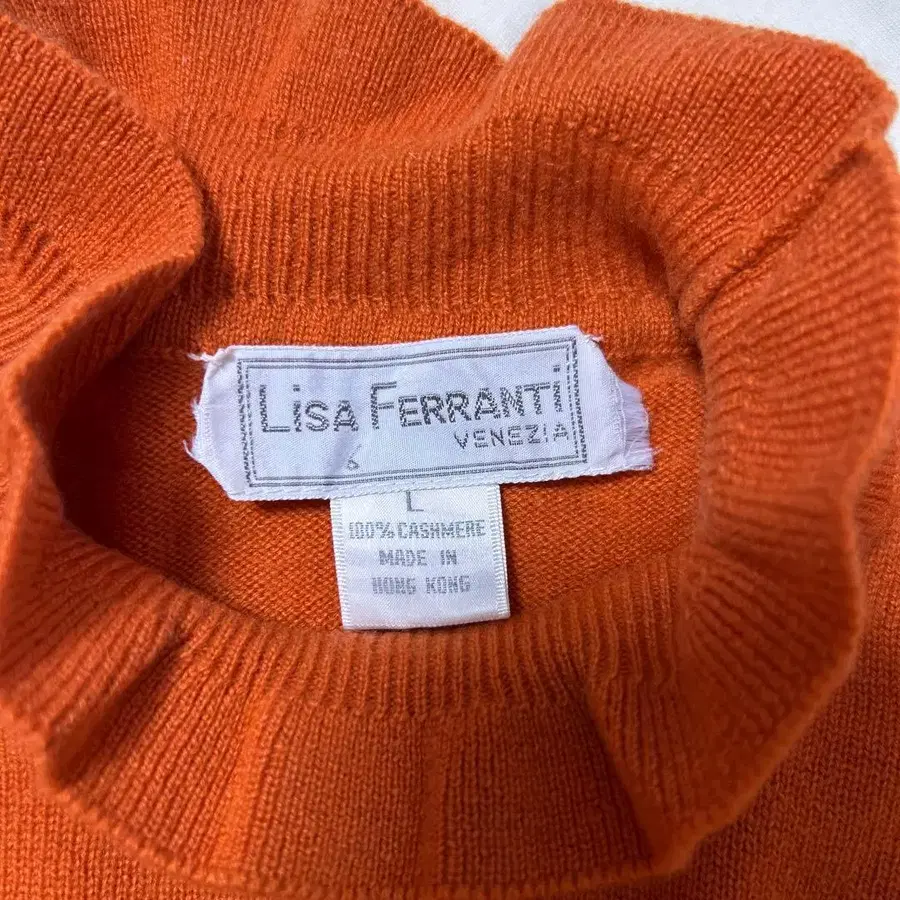 LiSA FERRANTi
VENEZIA
L
100% CASHMERE
MADE IN
HONG KONG